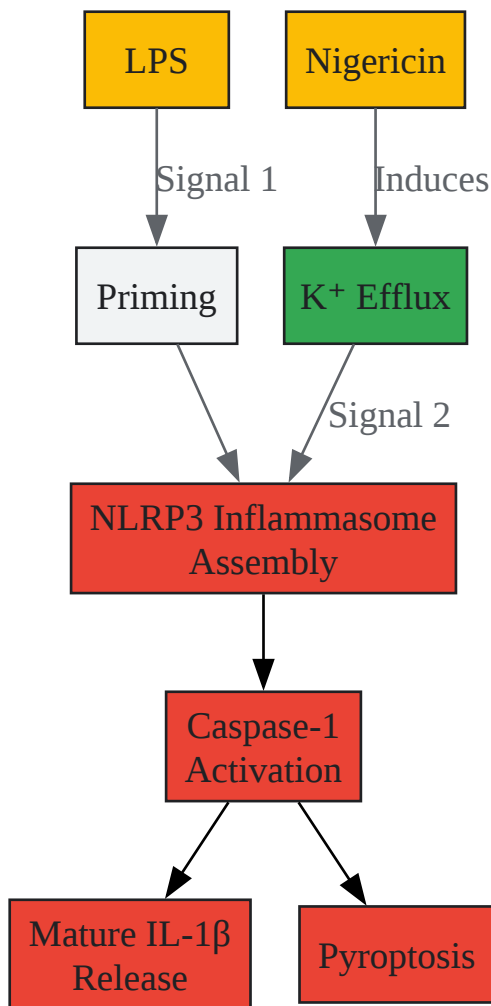 LPS
Nigericin
Signal 1
Induces
Priming
K⁺ Efflux
Signal 2
NLRP3 Inflammasome
Assembly
Caspase-1
Activation
Mature IL-1β
Release
Pyroptosis